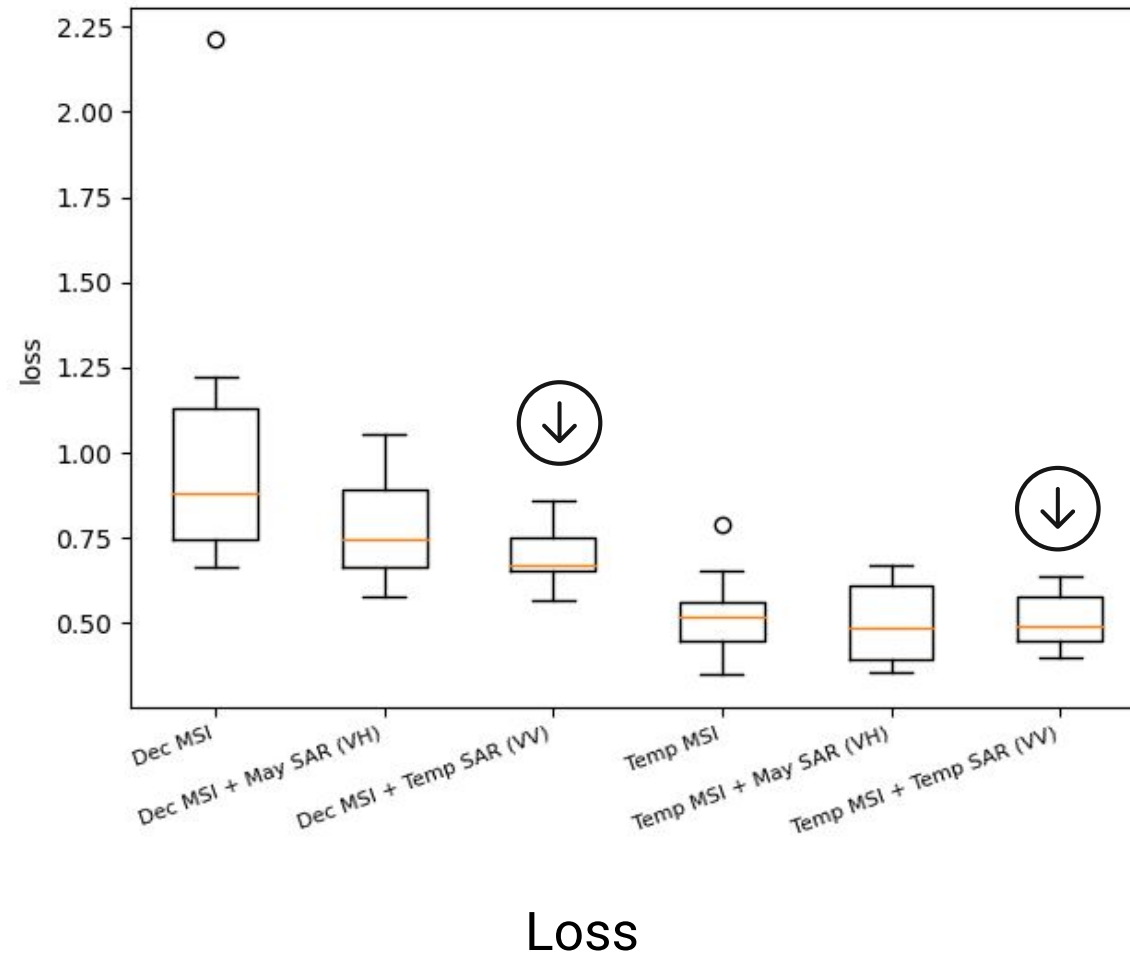 2.25
2.00
1.75
1.50
1.25
1.00
0.75
0.50
loss
Dec MSI
Dec MSI + May SAR (VH)
Dec MSI + Temp SAR (VV)
Temp MSI
Temp MSI + May SAR (VH)
Temp MSI + Temp SAR (VV)
Loss